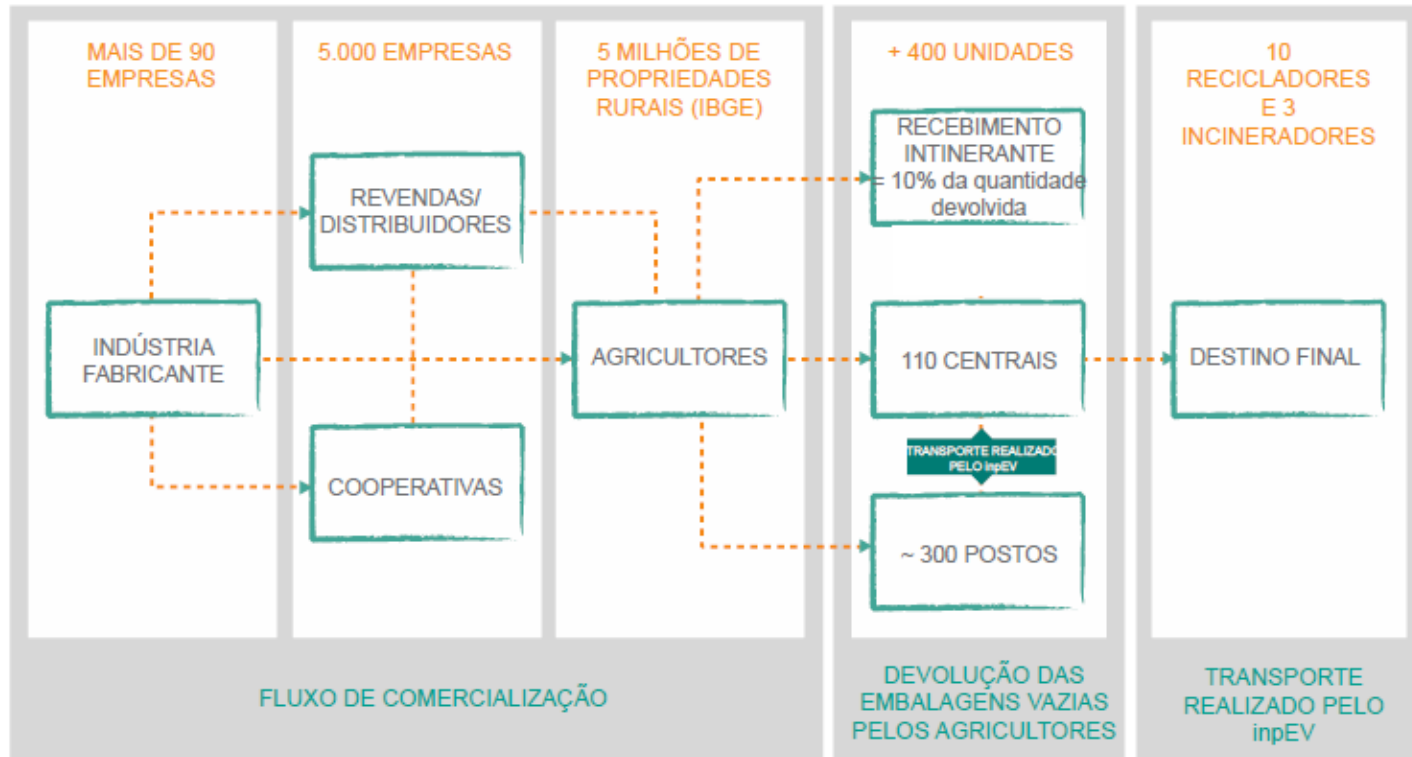 MAIS DE 90
EMPRESAS
5.000 EMPRESAS
5 MILHÕES DE
PROPRIEDADES
RURAIS (IBGE)
+ 400 UNIDADES
10
RECICLADORES
E 3
INCINERADORES
RECEBIMENTO
INTINERANTE
= 10% da quantidade
devolvida
REVENDAS/
DISTRIBUIDORES
INDÚSTRIA
FABRICANTE
AGRICULTORES
110 CENTRAIS
DESTINO FINAL
TRANSPORTE REALIZADO
PELO inpEV
COOPERATIVAS
~ 300 POSTOS
FLUXO DE COMERCIALIZAÇÃO
DEVOLUÇÃO DAS
EMBALAGENS VAZIAS
PELOS AGRICULTORES
TRANSPORTE
REALIZADO PELO
inpEV